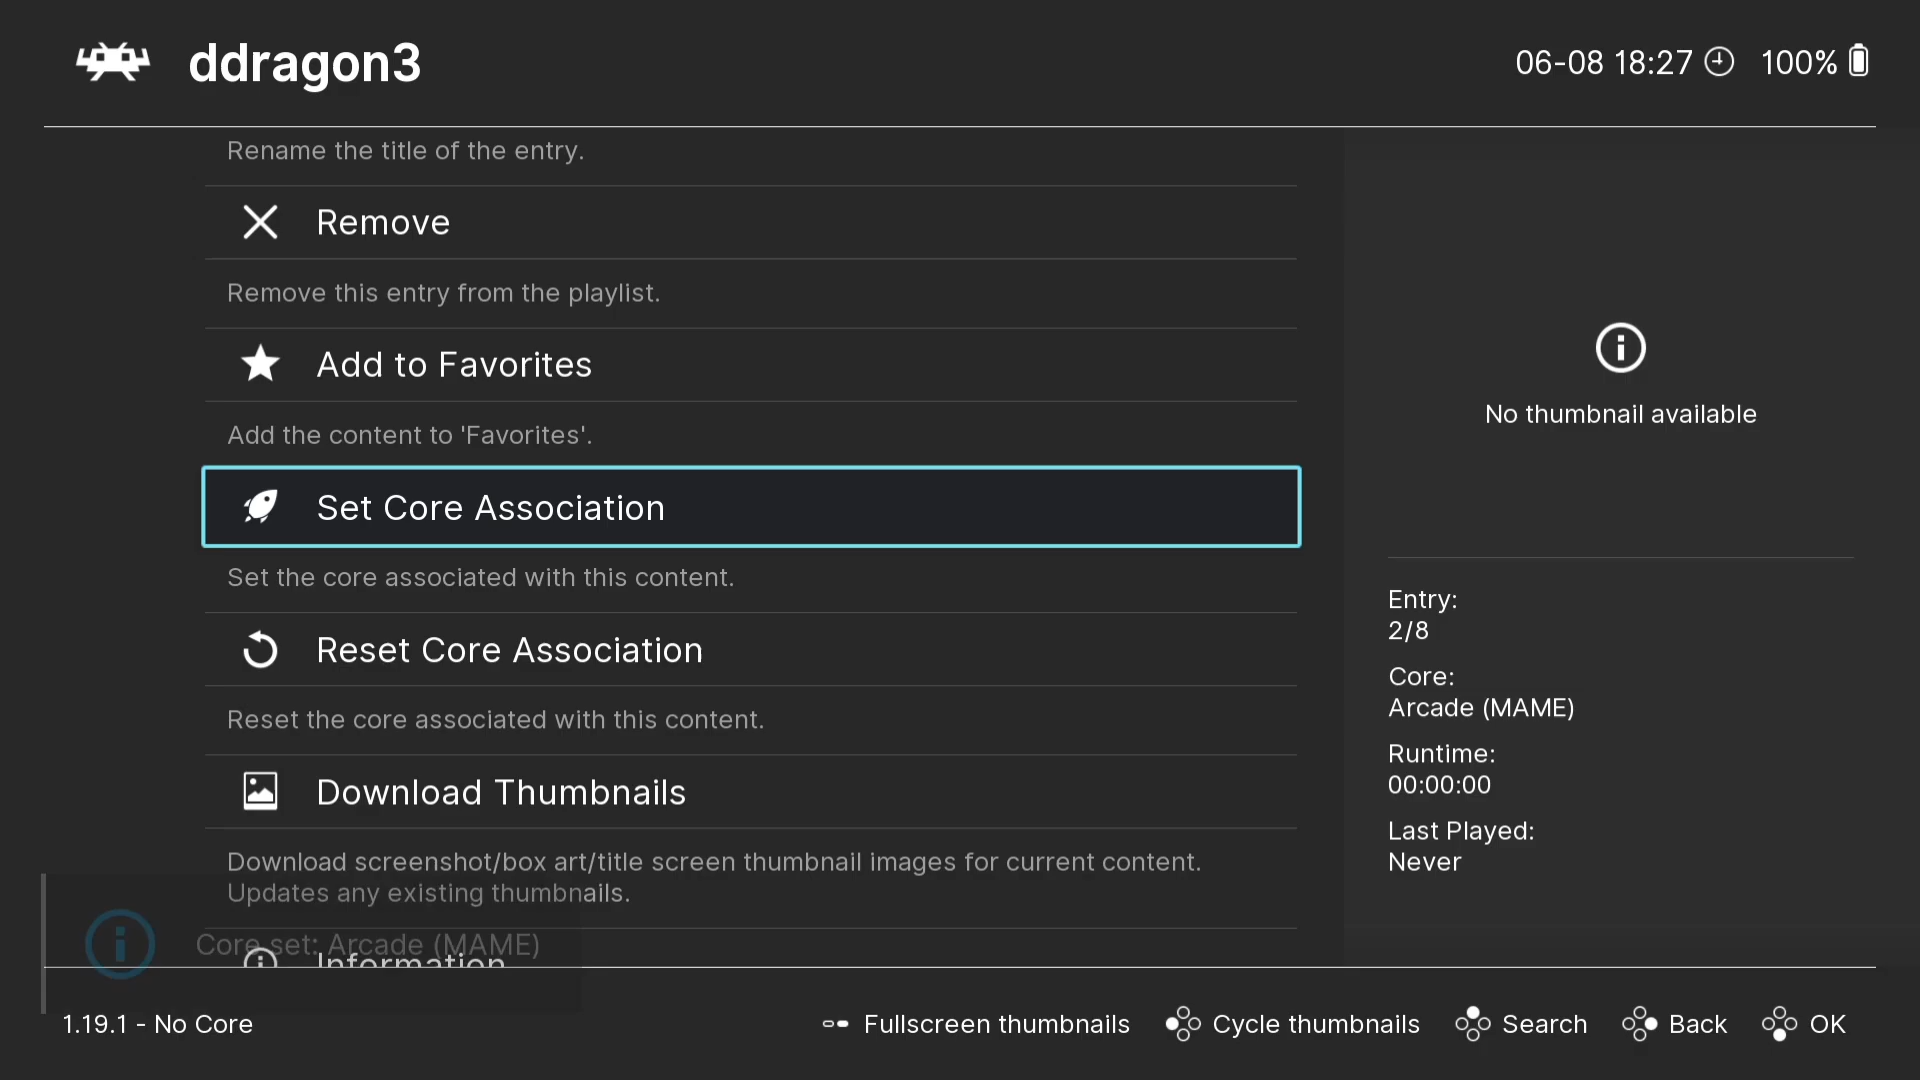 ddragon3
06-08 18:27
100%
Rename the title of the entry.
Remove
Remove this entry from the playlist.
Add to Favorites
Add the content to 'Favorites'.
Set Core Association
Set the core associated with this content.
Reset Core Association
Reset the core associated with this content.
Download Thumbnails
Download screenshot/box art/title screen thumbnail images for current content.
Updates any existing thumbnails.
Core set: Arcade (MAME)
Information
No thumbnail available
Entry:
2/8
Core:
Arcade (MAME)
Runtime:
00:00:00
Last Played:
Never
1.19.1 - No Core
Fullscreen thumbnails
Cycle thumbnails
Search
Back
OK